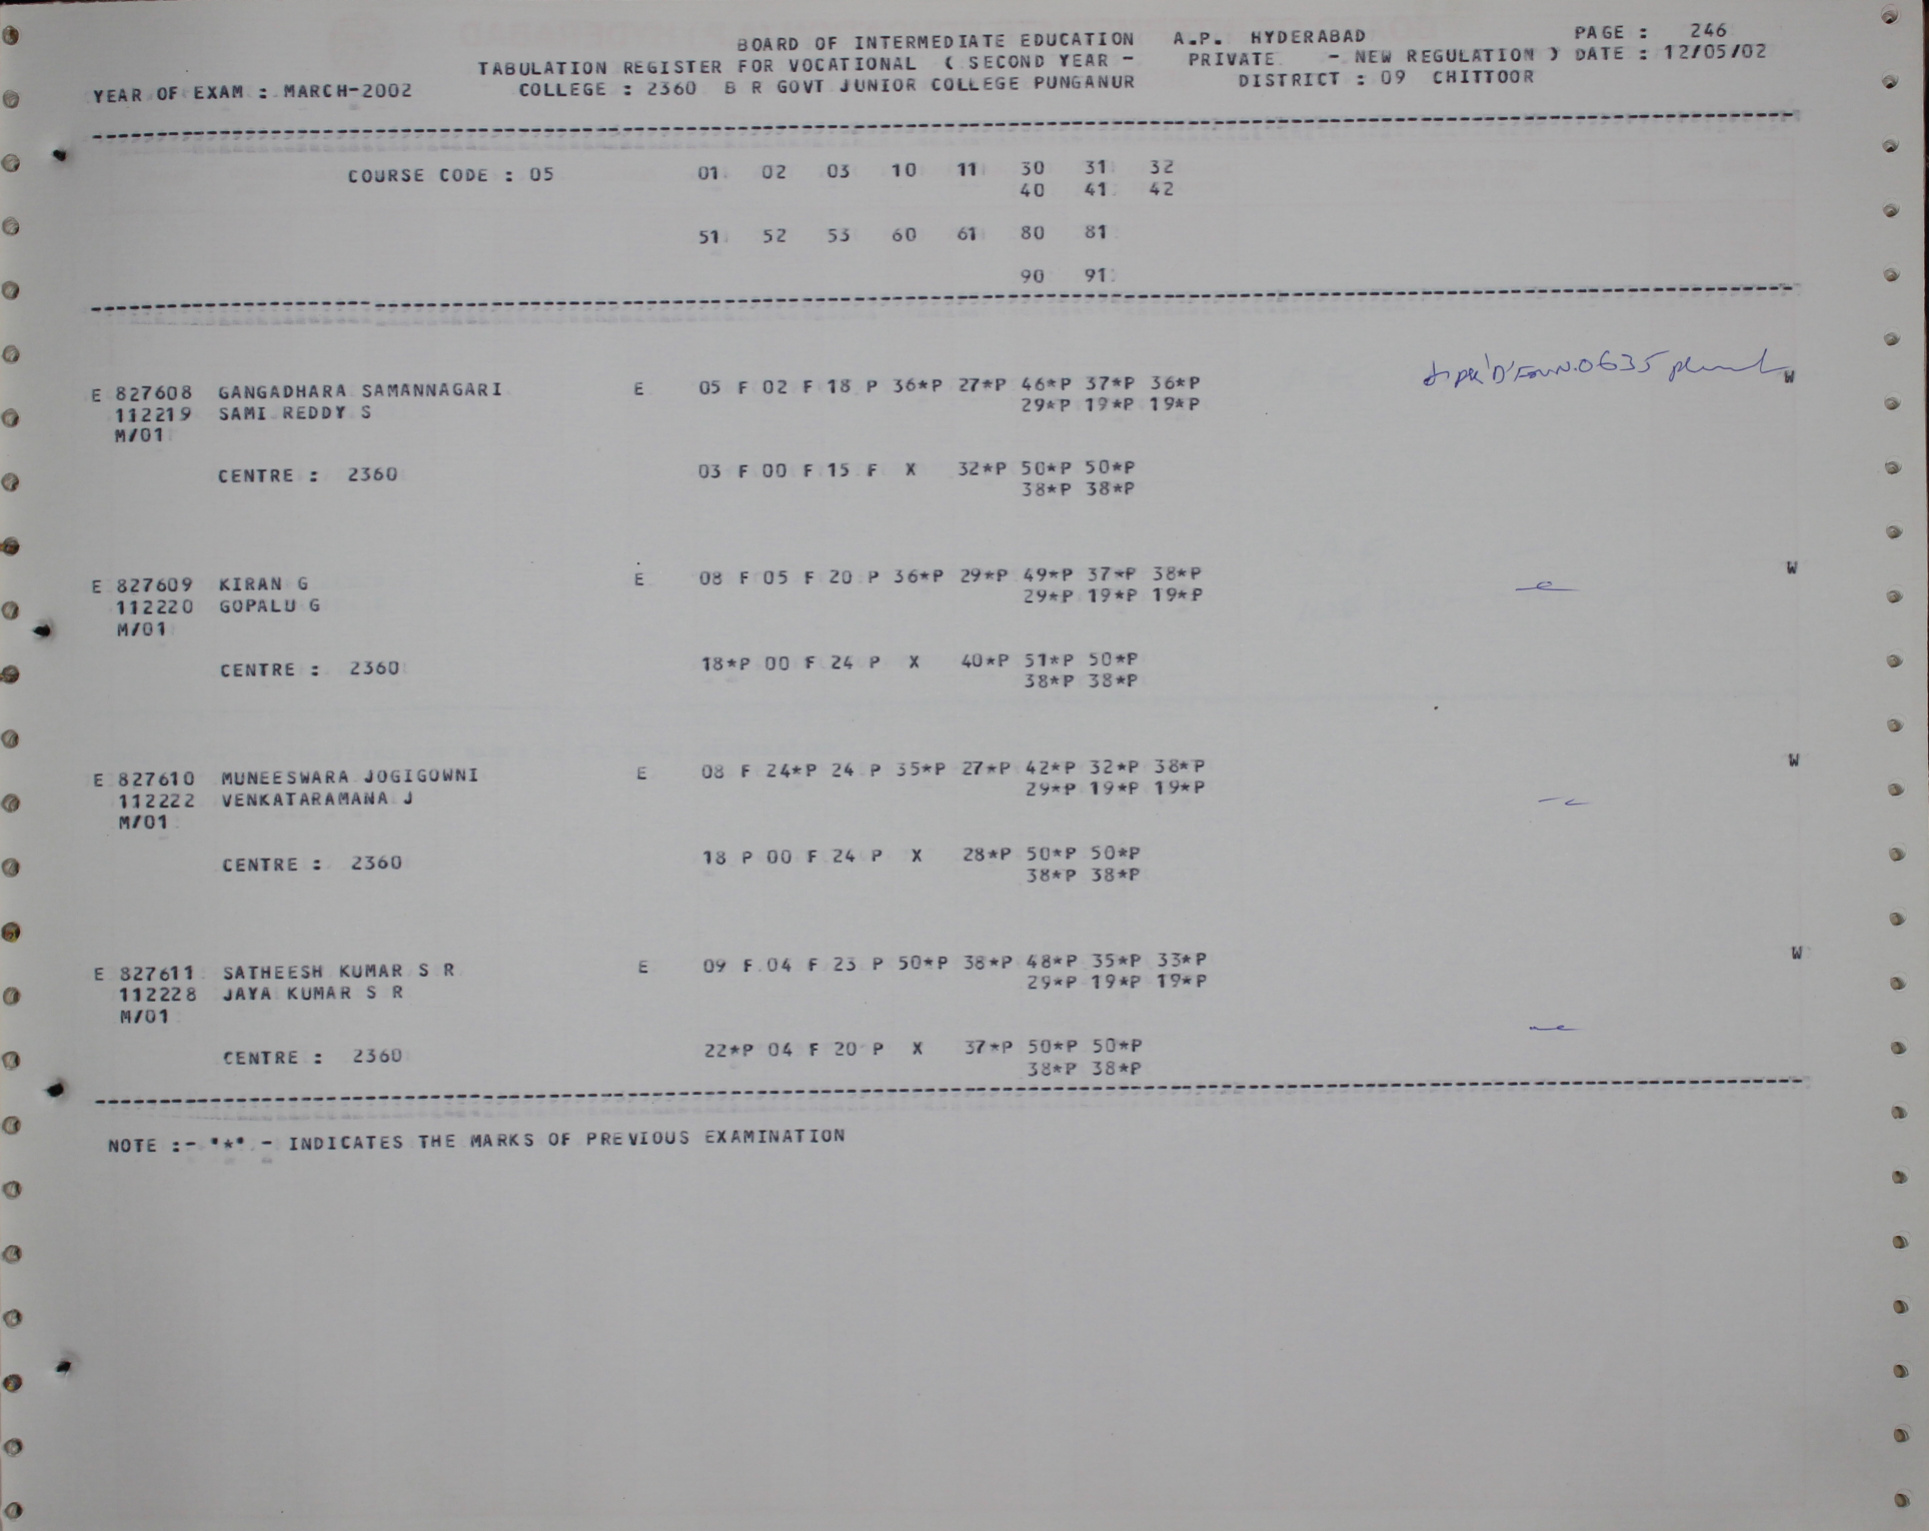 BOARD OF INTERMEDIATE EDUCATION A.P. HYDERABAD PAGE : 246
TABULATION REGISTER FOR VOCATIONAL ( SECOND YEAR - PRIVATE - NEW REGULATION ) DATE : 12/05/02
YEAR OF EXAM : MARCH-2002 COLLEGE : 2360 B R GOVT JUNIOR COLLEGE PUNGANUR DISTRICT : 09 CHITTOOR
COURSE CODE : 05 01 02 03 10 11 30 31 32
40 41 42
51 52 53 60 61 80 81
90 91
E 827608 GANGADHARA SAMANNAGARI E 05 F 02 F 18 P 36*P 27*P 46*P 37*P 36*P W
112219 SAMI REDDY S 29*P 19*P 19*P
M/01
CENTRE : 2360 03 F 00 F 15 F X 32*P 50*P 50*P
38*P 38*P
E 827609 KIRAN G E 08 F 05 F 20 P 36*P 29*P 49*P 37*P 38*P W
112220 GOPALU G 29*P 19*P 19*P
M/01
CENTRE : 2360 18*P 00 F 24 P X 40*P 51*P 50*P
38*P 38*P
E 827610 MUNEESWARA JOGIGOWNI E 08 F 24*P 24 P 35*P 27*P 42*P 32*P 38*P W
112222 VENKATARAMANA J 29*P 19*P 19*P
M/01
CENTRE : 2360 18 P 00 F 24 P X 28*P 50*P 50*P
38*P 38*P
E 827611 SATHEESH KUMAR S R E 09 F 04 F 23 P 50*P 38*P 48*P 35*P 33*P W
112228 JAYA KUMAR S R 29*P 19*P 19*P
M/01
CENTRE : 2360 22*P 04 F 20 P X 37*P 50*P 50*P
38*P 38*P
NOTE :- "*" - INDICATES THE MARKS OF PREVIOUS EXAMINATION